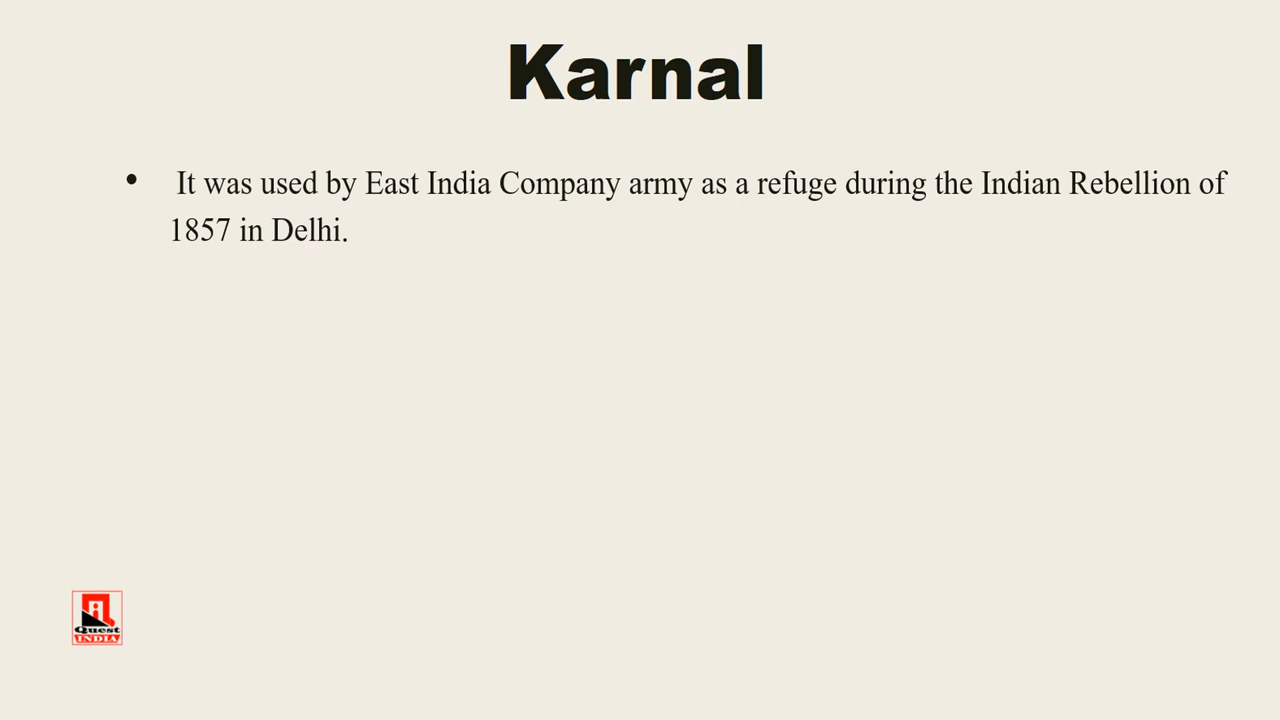 Karnal
• It was used by East India Company army as a refuge during the Indian Rebellion of
1857 in Delhi.
iQ
Quest
INDIA